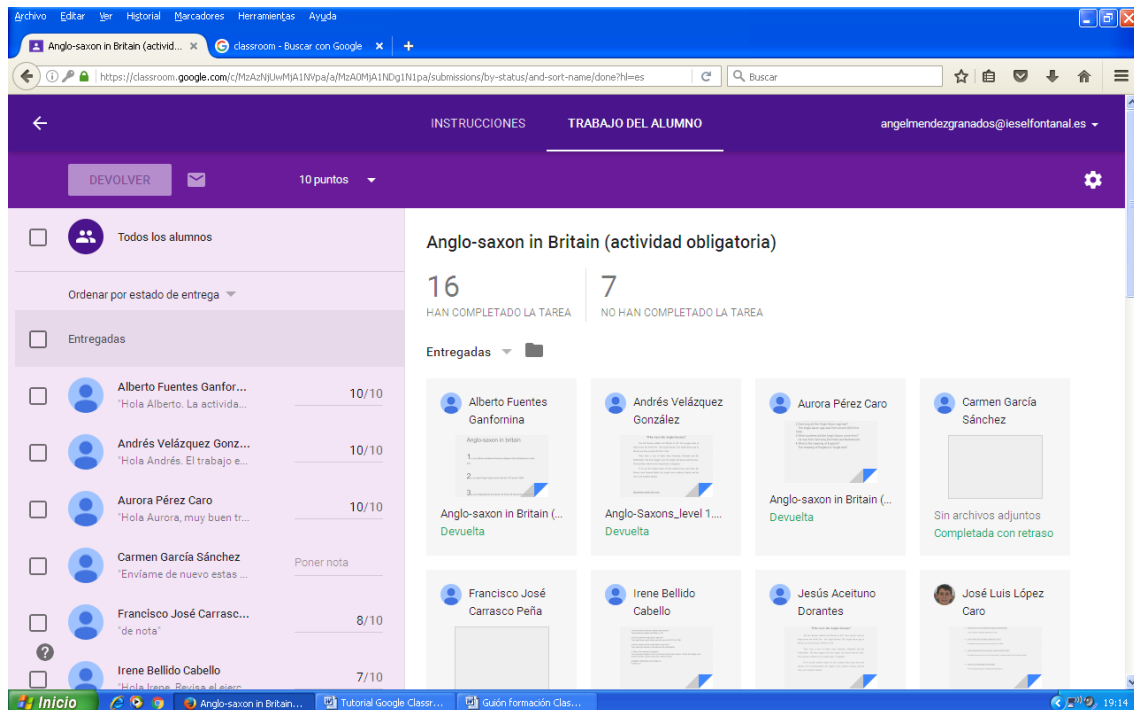 Archivo Editar Ver Historial Marcadores Herramientas Ayuda
Anglo-saxon in Britain (activid...
classroom - Buscar con Google
https://classroom.google.com/c/MzAzNjUwMjA1NVpa/a/MzA0MjA1NDg1N1pa/submissions/by-status/and-sort-name/done?hl=es
Buscar
INSTRUCCIONES TRABAJO DEL ALUMNO angelmendezgranados@ieselfontanal.es
DEVOLVER 10 puntos
Todos los alumnos
Ordenar por estado de entrega
Entregadas
Alberto Fuentes Ganfor... 10/10
"Hola Alberto. La activida...
Andrés Velázquez Gonz... 10/10
"Hola Andrés. El trabajo e...
Aurora Pérez Caro 10/10
"Hola Aurora, muy buen tr...
Carmen García Sánchez Poner nota
"Envíame de nuevo estas ...
Francisco José Carrasc... 8/10
"de nota"
Irene Bellido Cabello 7/10
"Hola Irene. Revisa el ejerc...
Anglo-saxon in Britain (actividad obligatoria)
16 7
HAN COMPLETADO LA TAREA NO HAN COMPLETADO LA TAREA
Entregadas
Alberto Fuentes
Ganfornina
Anglo-saxon in Britain
Anglo-saxon in Britain (...
Devuelta
Andrés Velázquez
González
Anglo-Saxons_level 1....
Devuelta
Aurora Pérez Caro
Anglo-saxon in Britain (...
Devuelta
Carmen García
Sánchez
Sin archivos adjuntos
Completada con retraso
Francisco José
Carrasco Peña
Irene Bellido
Cabello
Jesús Aceituno
Dorantes
José Luis López
Caro
Inicio Anglo-saxon in Britain... Tutorial Google Classr... Guión formación Clas... 19:14